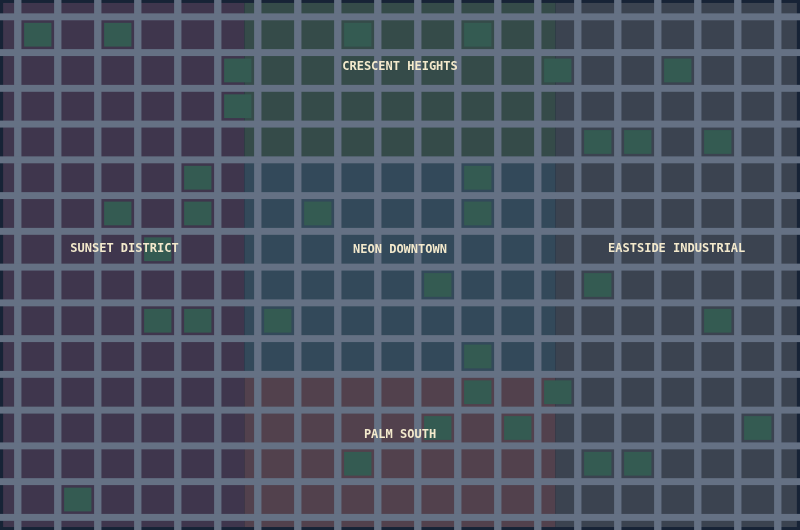 CRESCENT HEIGHTS
SUNSET DISTRICT
NEON DOWNTOWN
EASTSIDE INDUSTRIAL
PALM SOUTH